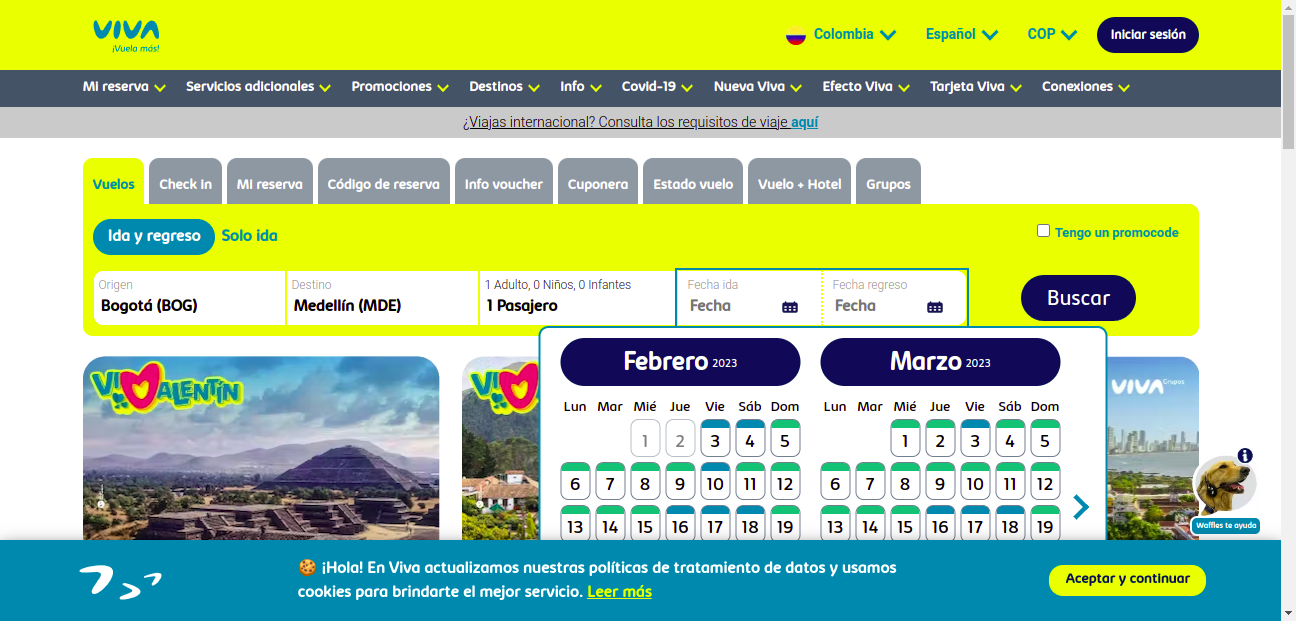 VIVA
¡Vuela más!
Colombia
Español
COP
Iniciar sesión
Mi reserva
Servicios adicionales
Promociones
Destinos
Info
Covid-19
Nueva Viva
Efecto Viva
Tarjeta Viva
Conexiones
¿Viajas internacional? Consulta los requisitos de viaje aquí
Vuelos
Check In
Mi reserva
Código de reserva
Info voucher
Cuponera
Estado vuelo
Vuelo + Hotel
Grupos
Ida y regreso
Solo ida
Tengo un promocode
Origen
Bogotá (BOG)
Destino
Medellín (MDE)
1 Adulto, 0 Niños, 0 Infantes
1 Pasajero
Fecha ida
Fecha
Fecha regreso
Fecha
Buscar
Febrero 2023
Lun Mar Mié Jue Vie Sáb Dom
1 2 3 4 5
6 7 8 9 10 11 12
13 14 15 16 17 18 19
Marzo 2023
Lun Mar Mié Jue Vie Sáb Dom
1 2 3 4 5
6 7 8 9 10 11 12
13 14 15 16 17 18 19
VIVALENTÍN
VIVA Grupos
Waffles te ayuda
¡Hola! En Viva actualizamos nuestras políticas de tratamiento de datos y usamos
cookies para brindarte el mejor servicio. Leer más
Aceptar y continuar